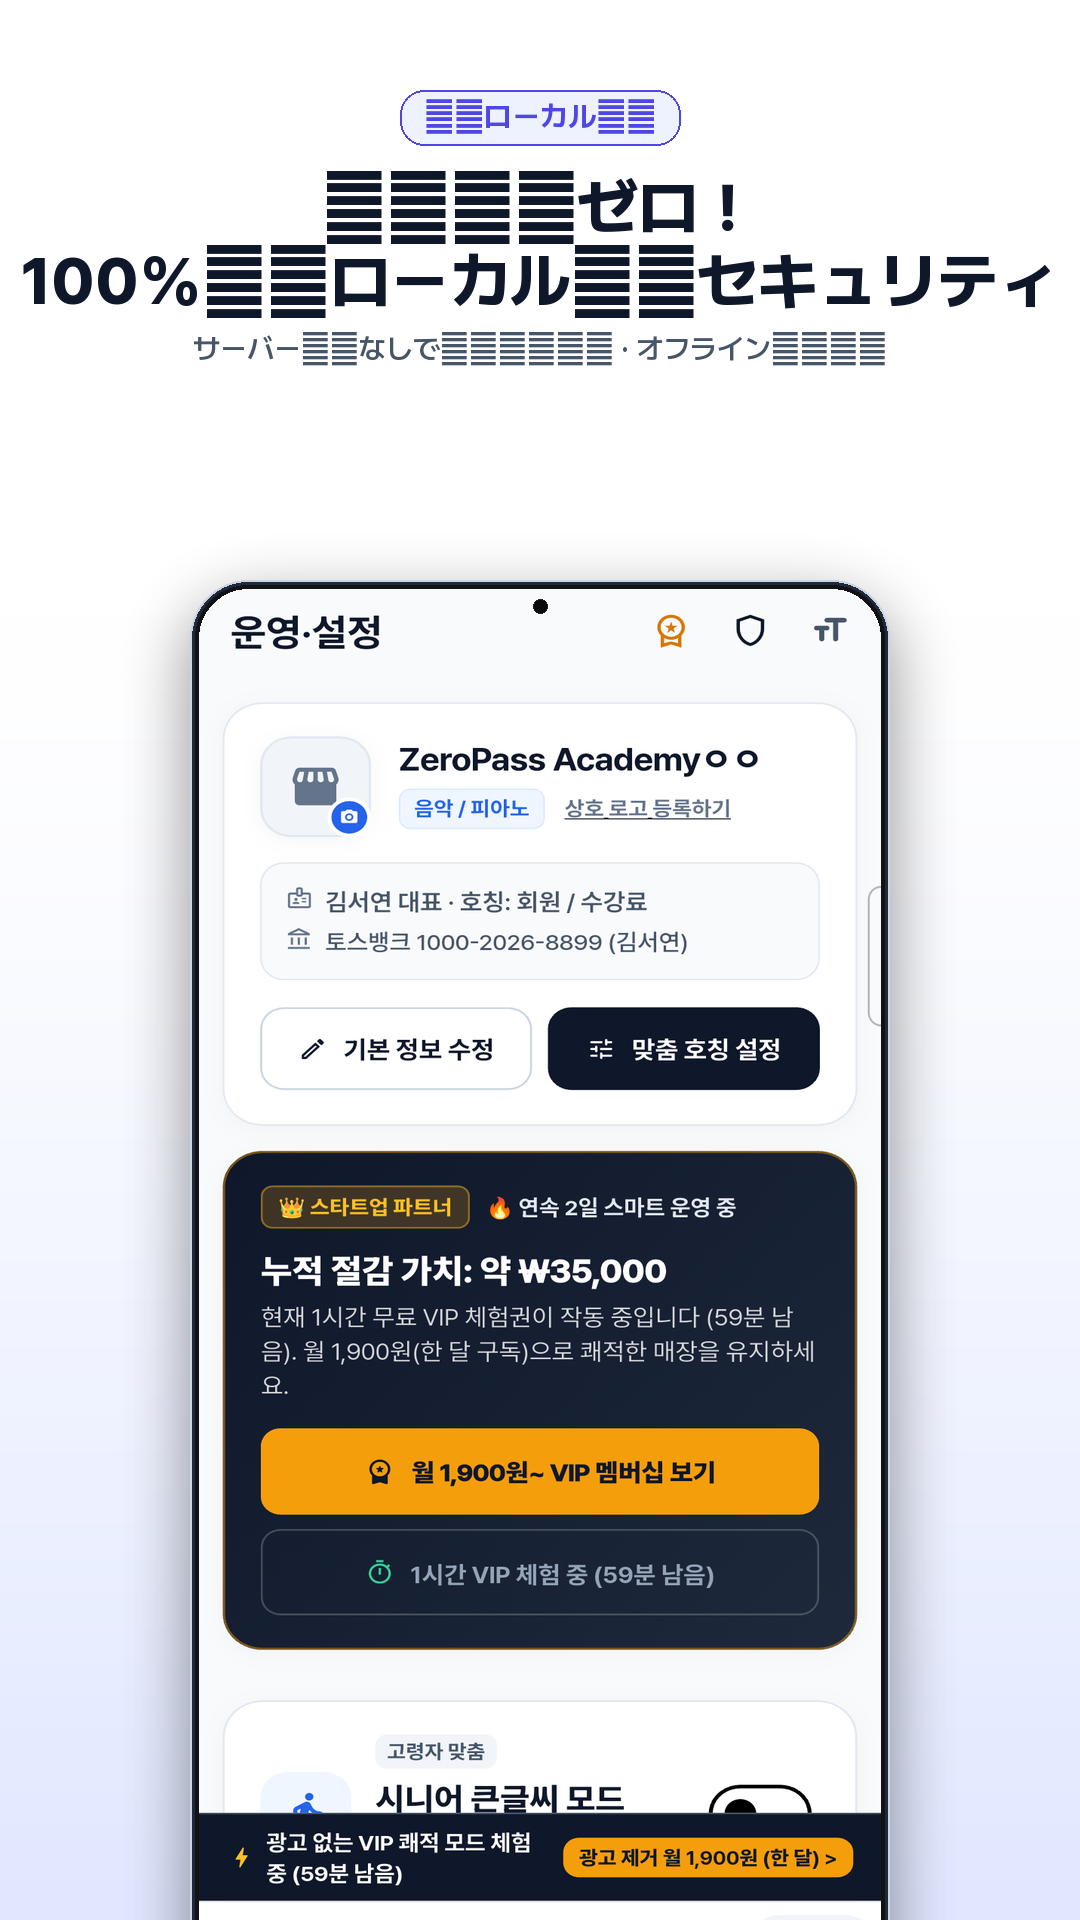 ローカル
ゼロ！
100%ローカルセキュリティ
サーバーなしで · オフライン
운영·설정
ZeroPass Academyㅇㅇ
음악 / 피아노
상호 로고 등록하기
김서연 대표 · 호칭: 회원 / 수강료
토스뱅크 1000-2026-8899 (김서연)
기본 정보 수정
맞춤 호칭 설정
👑 스타트업 파트너
🔥 연속 2일 스마트 운영 중
누적 절감 가치: 약 ₩35,000
현재 1시간 무료 VIP 체험권이 작동 중입니다 (59분 남
음). 월 1,900원(한 달 구독)으로 쾌적한 매장을 유지하세
요.
월 1,900원~ VIP 멤버십 보기
1시간 VIP 체험 중 (59분 남음)
고령자 맞춤
시니어 큰글씨 모드
광고 없는 VIP 쾌적 모드 체험
중 (59분 남음)
광고 제거 월 1,900원 (한 달) >